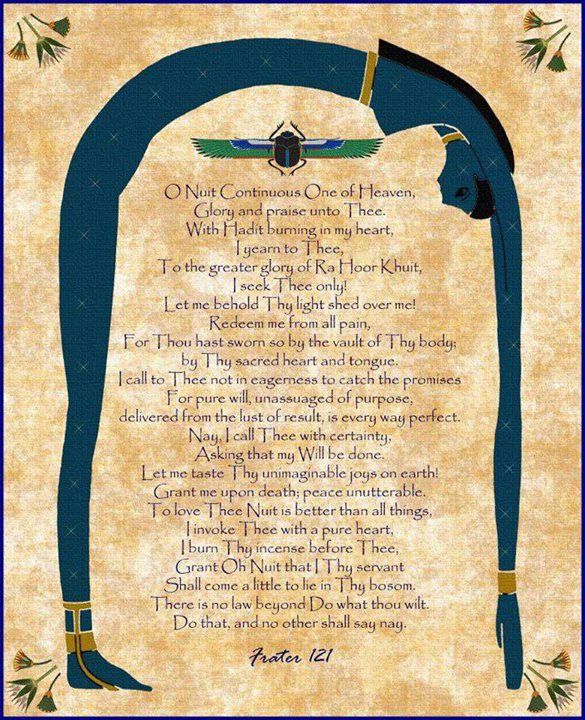 O Nuit Continuous One of Heaven,
Glory and praise unto Thee.
With Hadit burning in my heart,
I yearn to Thee,
To the greater glory of Ra Hoor Khuit,
I seek Thee only!
Let me behold Thy light shed over me!
Redeem me from all pain,
For Thou hast sworn so by the vault of Thy body;
by Thy sacred heart and tongue.
I call to Thee not in eagerness to catch the promises
For pure will, unassuaged of purpose,
delivered from the lust of result, is every way perfect.
Nay, I call Thee with certainty,
Asking that my Will be done.
Let me taste Thy unimaginable joys on earth!
Grant me upon death; peace unutterable.
To love Thee Nuit is better than all things,
I invoke Thee with a pure heart,
I burn Thy incense before Thee,
Grant Oh Nuit that I Thy servant
Shall come a little to lie in Thy bosom.
There is no law beyond Do what thou wilt.
Do that, and no other shall say nay.
Frater 121